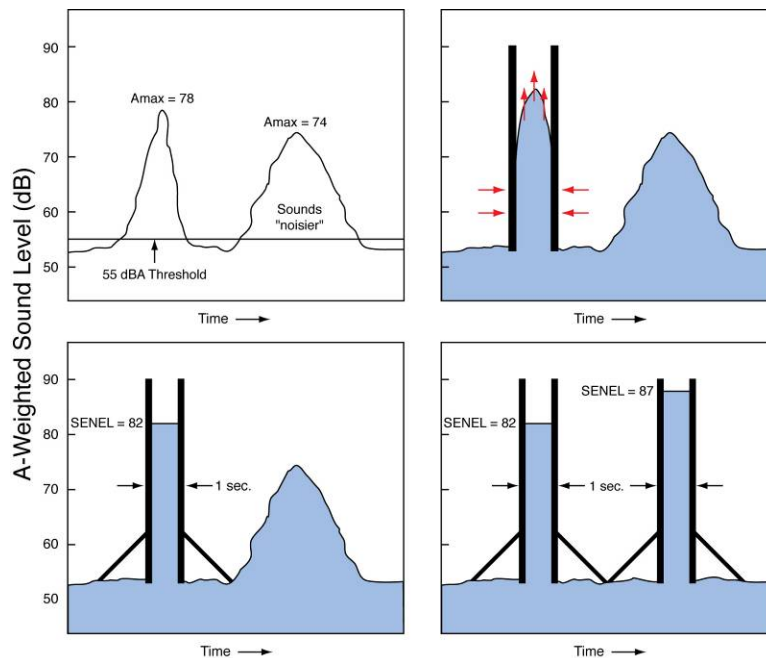 A-Weighted Sound Level (dB)
90
80
70
60
50
Amax = 78
Amax = 74
Sounds
"noisier"
55 dBA Threshold
Time
Time
90
80
70
60
50
SENEL = 82
1 sec.
Time
SENEL = 87
SENEL = 82
1 sec.
Time